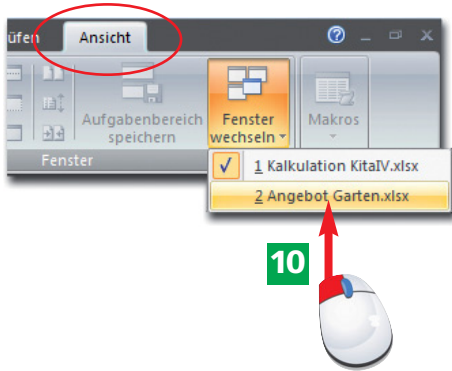 üfen Ansicht
Aufgabenbereich speichern
Fenster wechseln
Makros
Fenster
1 Kalkulation KitaIV.xlsx
2 Angebot Garten.xlsx
10